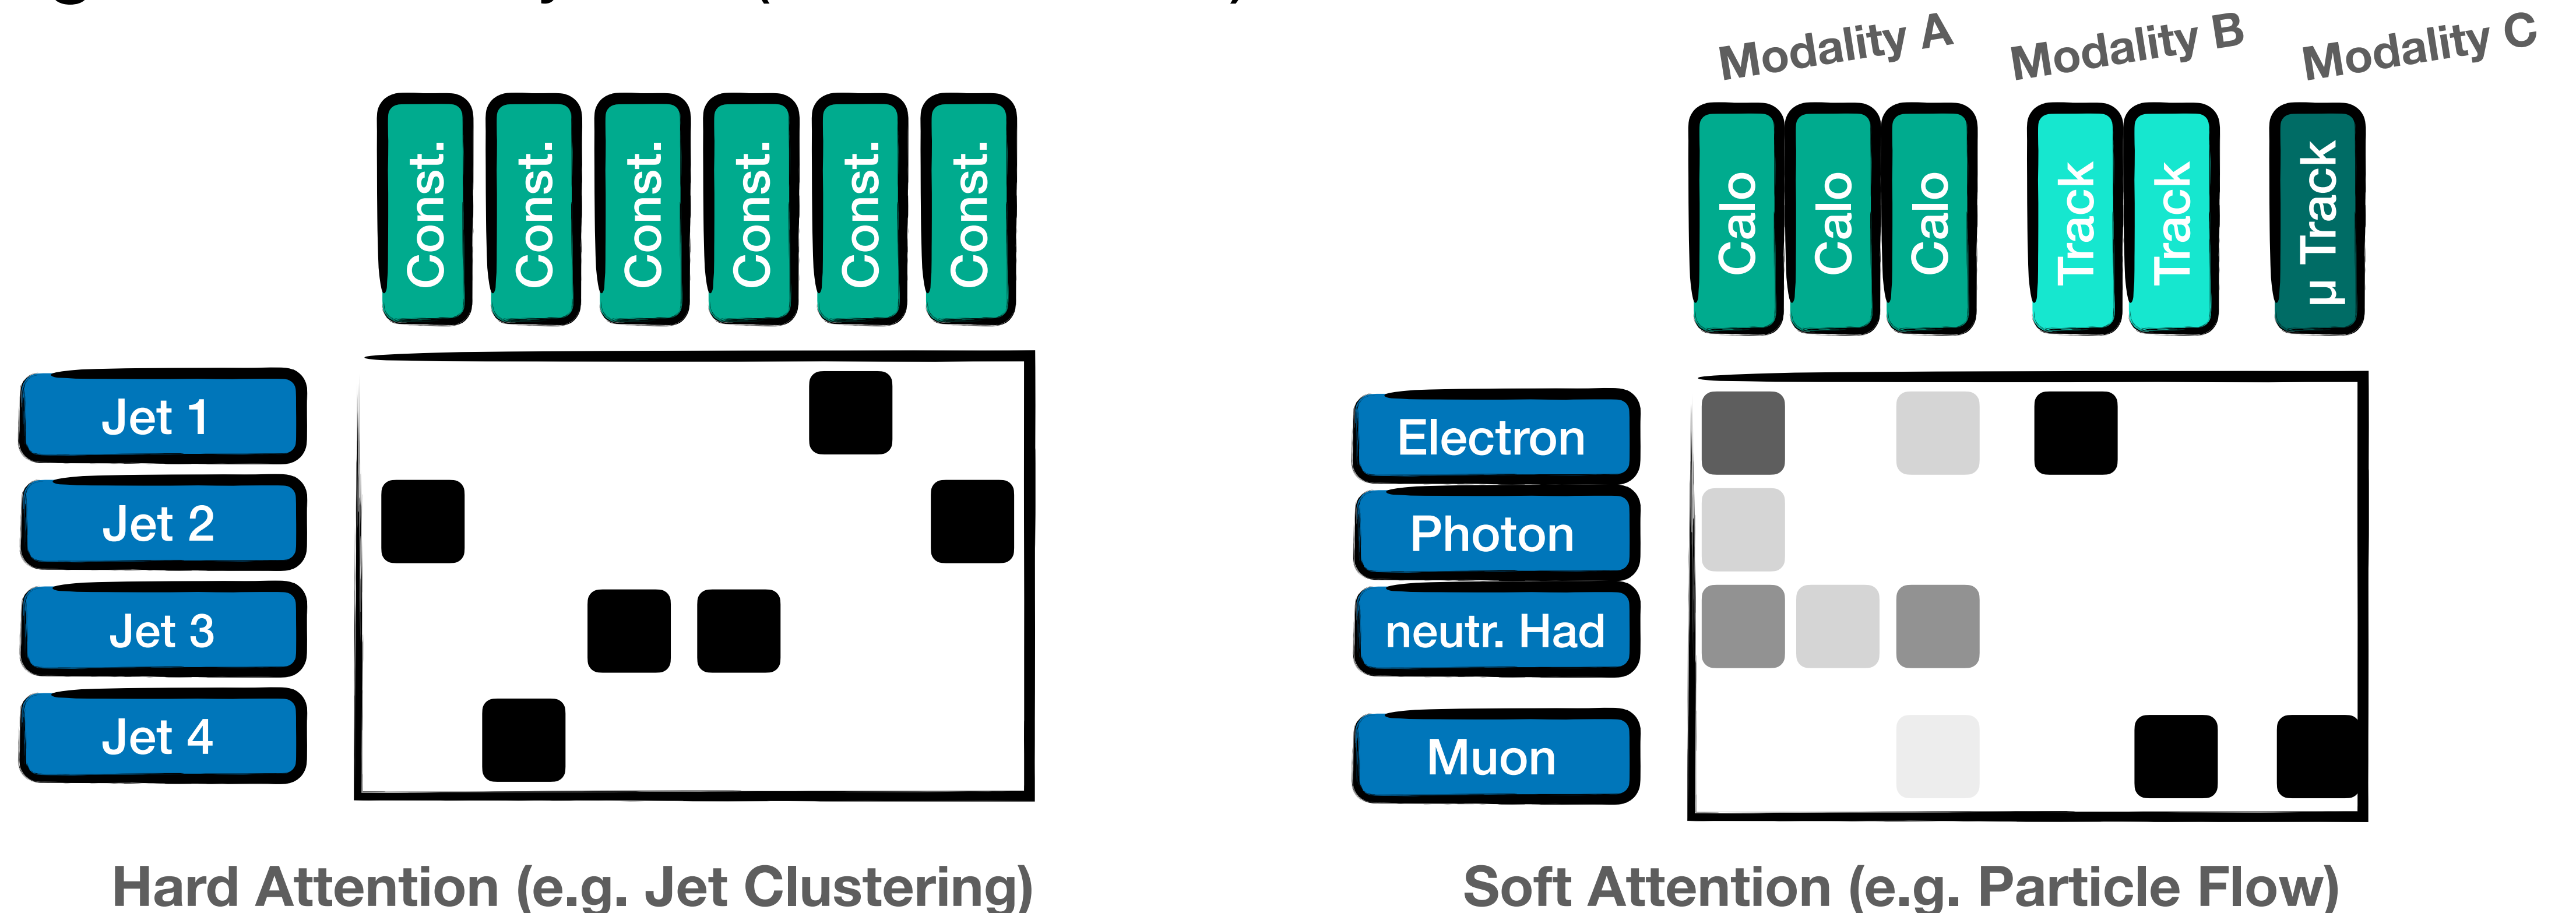 Modality A
Modality B
Modality C
Const.
Const.
Const.
Const.
Const.
Const.
Calo
Calo
Calo
Track
Track
μ Track
Jet 1
Jet 2
Jet 3
Jet 4
Electron
Photon
neutr. Had
Muon
Hard Attention (e.g. Jet Clustering)
Soft Attention (e.g. Particle Flow)